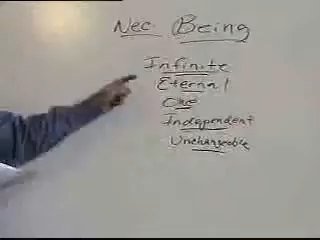 Nec. Being
Infinite
Eternal
One
Independent
Unchangeable